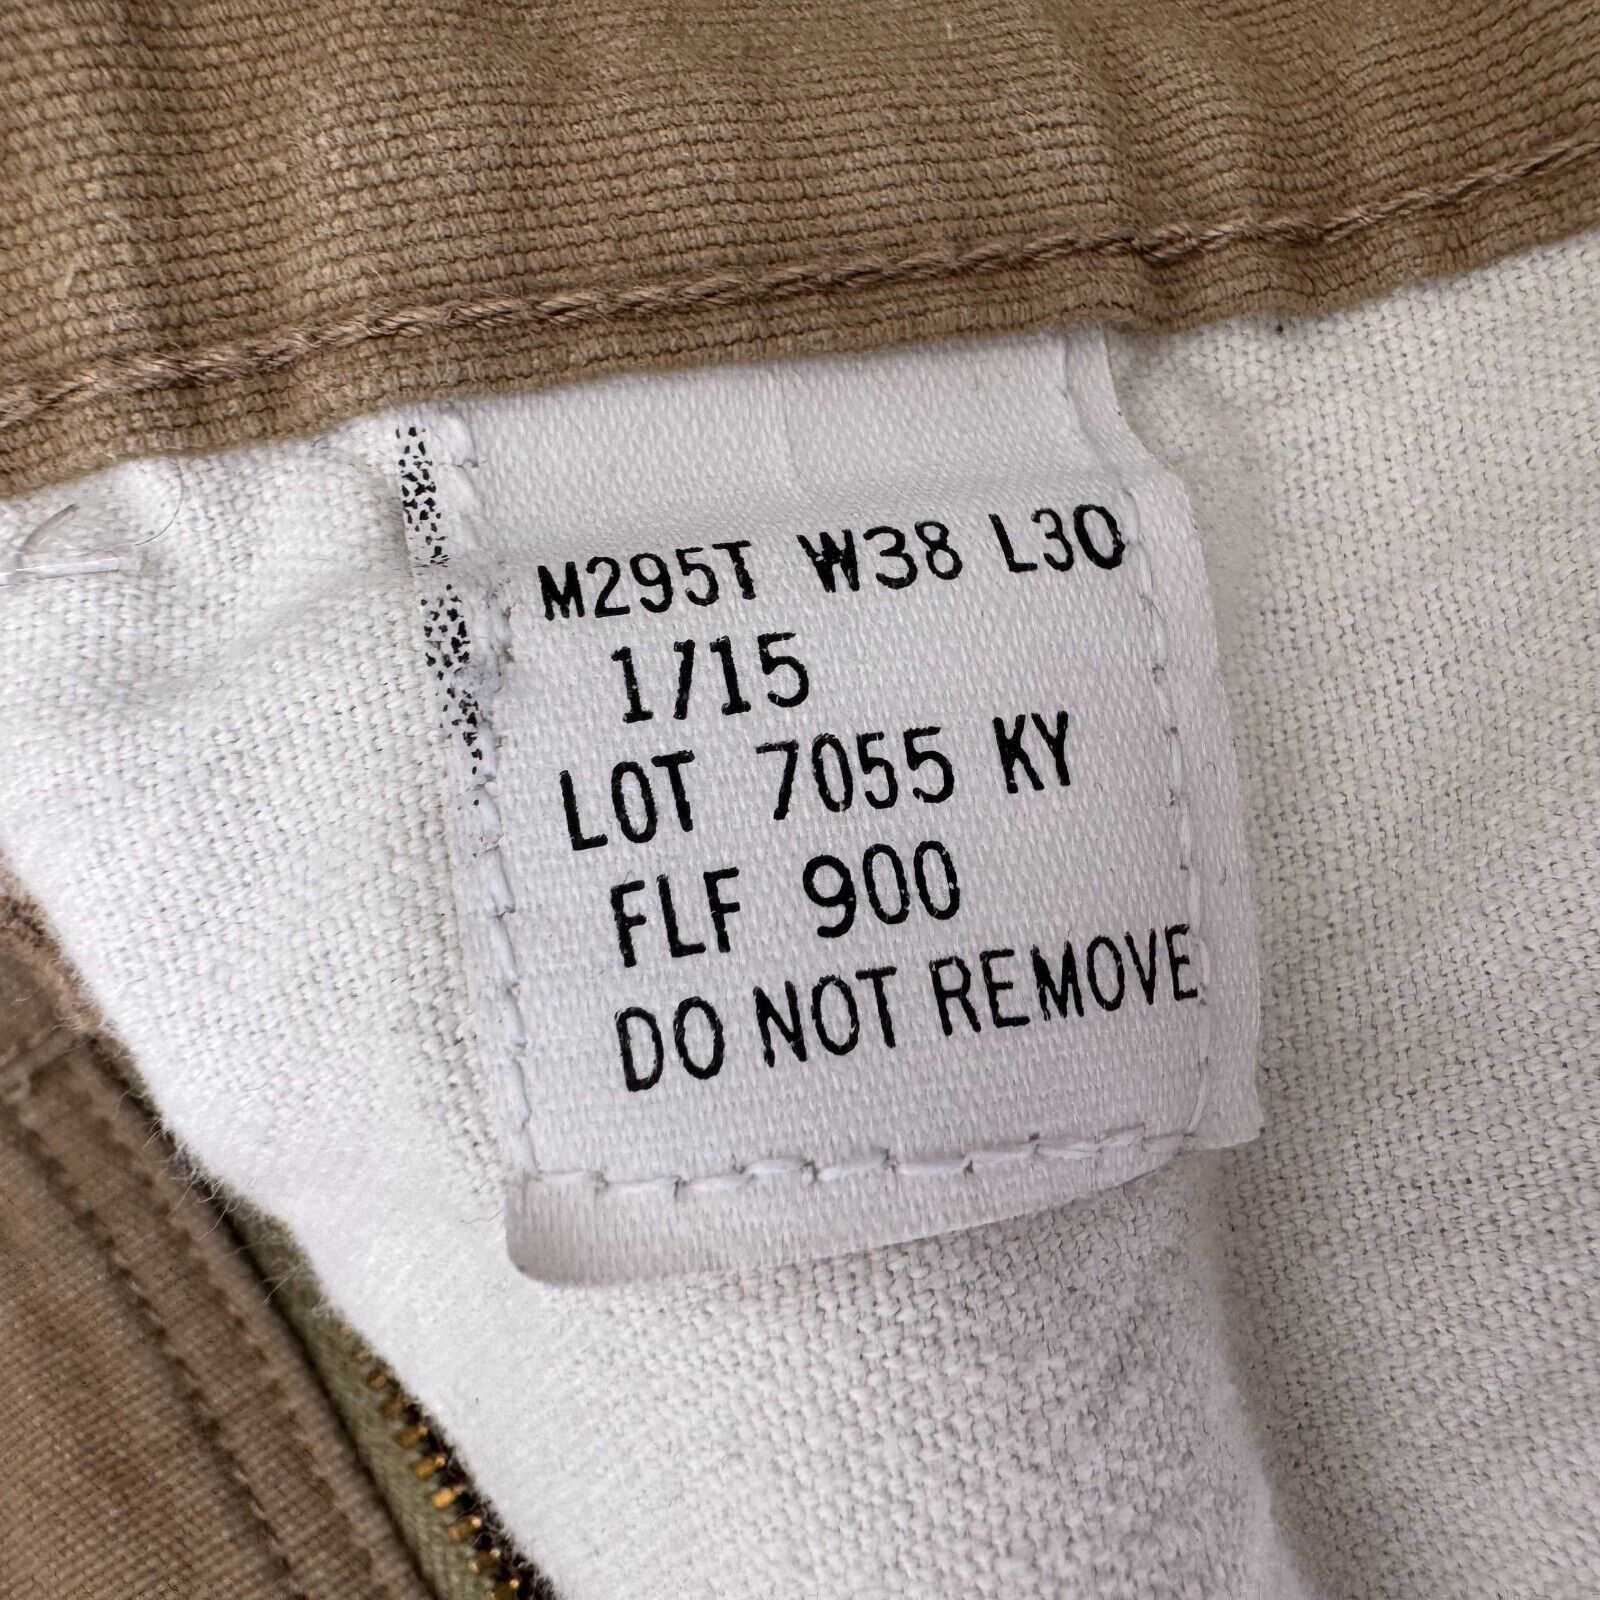 M295T W38 L30
1/15
LOT 7055 KY
FLF 900
DO NOT REMOVE